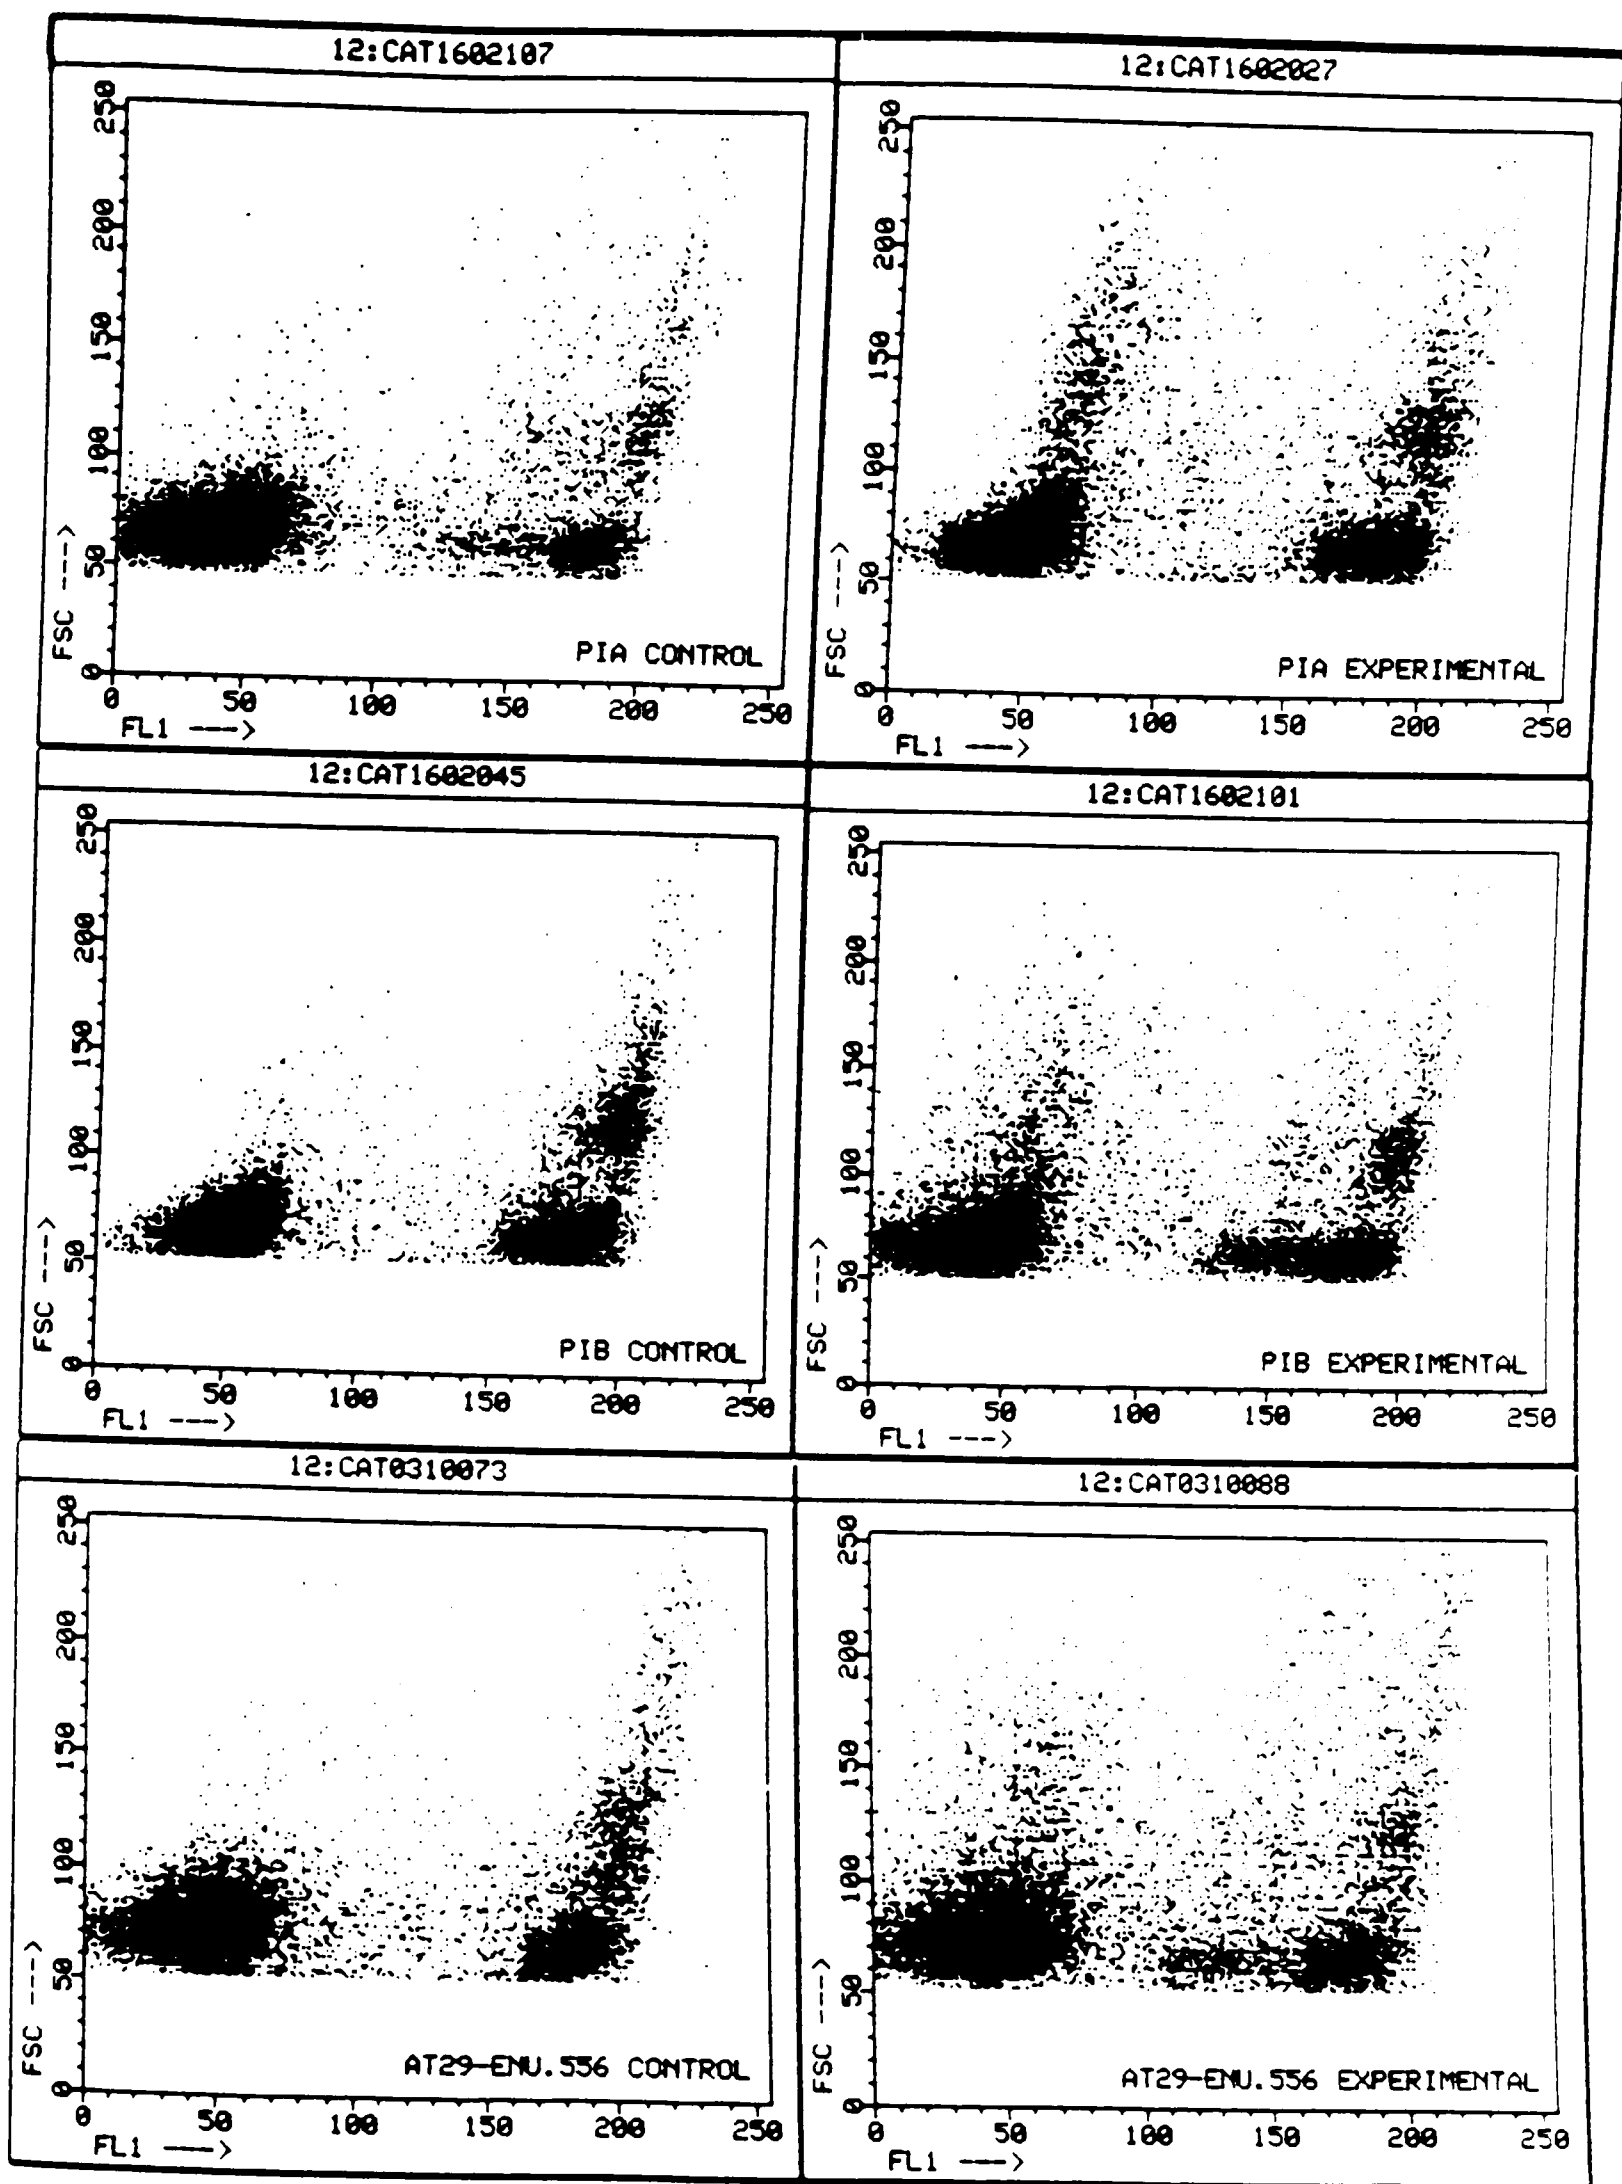 12:CAT1602107
250
200
150
100
50
0
FSC --->
PIA CONTROL
0 50 100 150 200 250
FL1 --->
12:CAT1602027
250
200
150
100
50
0
FSC --->
PIA EXPERIMENTAL
0 50 100 150 200 250
FL1 --->
12:CAT1602045
250
200
150
100
50
0
FSC --->
PIB CONTROL
0 50 100 150 200 250
FL1 --->
12:CAT1602101
250
200
150
100
50
0
FSC --->
PIB EXPERIMENTAL
0 50 100 150 200 250
FL1 --->
12:CAT0310073
250
200
150
100
50
0
FSC --->
AT29-ENU.556 CONTROL
0 50 100 150 200 250
FL1 --->
12:CAT0310088
250
200
150
100
50
0
FSC --->
AT29-ENU.556 EXPERIMENTAL
0 50 100 150 200 250
FL1 --->